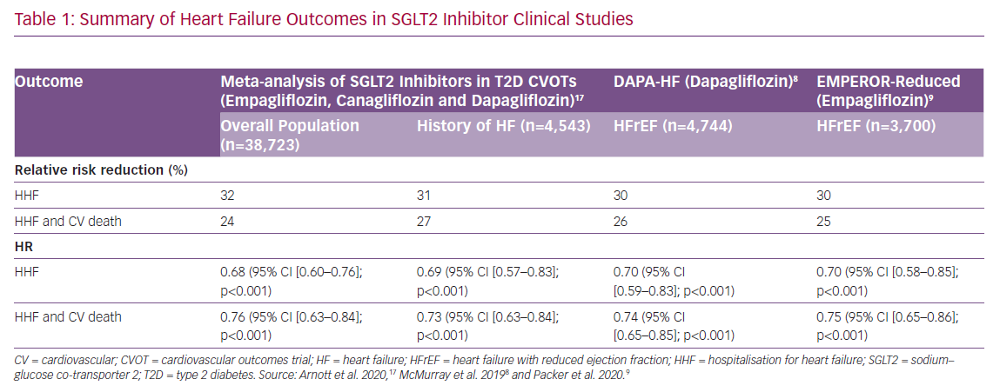 Table 1: Summary of Heart Failure Outcomes in SGLT2 Inhibitor Clinical Studies
Outcome Meta-analysis of SGLT2 Inhibitors in T2D CVOTs (Empagliflozin, Canagliflozin and Dapagliflozin)¹⁷ DAPA-HF (Dapagliflozin)⁸ EMPEROR-Reduced (Empagliflozin)⁹
Overall Population (n=38,723) History of HF (n=4,543) HFrEF (n=4,744) HFrEF (n=3,700)
Relative risk reduction (%)
HHF 32 31 30 30
HHF and CV death 24 27 26 25
HR
HHF 0.68 (95% CI [0.60–0.76]; p<0.001) 0.69 (95% CI [0.57–0.83]; p<0.001) 0.70 (95% CI [0.59–0.83]; p<0.001) 0.70 (95% CI [0.58–0.85]; p<0.001)
HHF and CV death 0.76 (95% CI [0.63–0.84]; p<0.001) 0.73 (95% CI [0.63–0.84]; p<0.001) 0.74 (95% CI [0.65–0.85]; p<0.001) 0.75 (95% CI [0.65–0.86]; p<0.001)
CV = cardiovascular; CVOT = cardiovascular outcomes trial; HF = heart failure; HFrEF = heart failure with reduced ejection fraction; HHF = hospitalisation for heart failure; SGLT2 = sodium–
glucose co-transporter 2; T2D = type 2 diabetes. Source: Arnott et al. 2020,¹⁷ McMurray et al. 2019⁸ and Packer et al. 2020.⁹